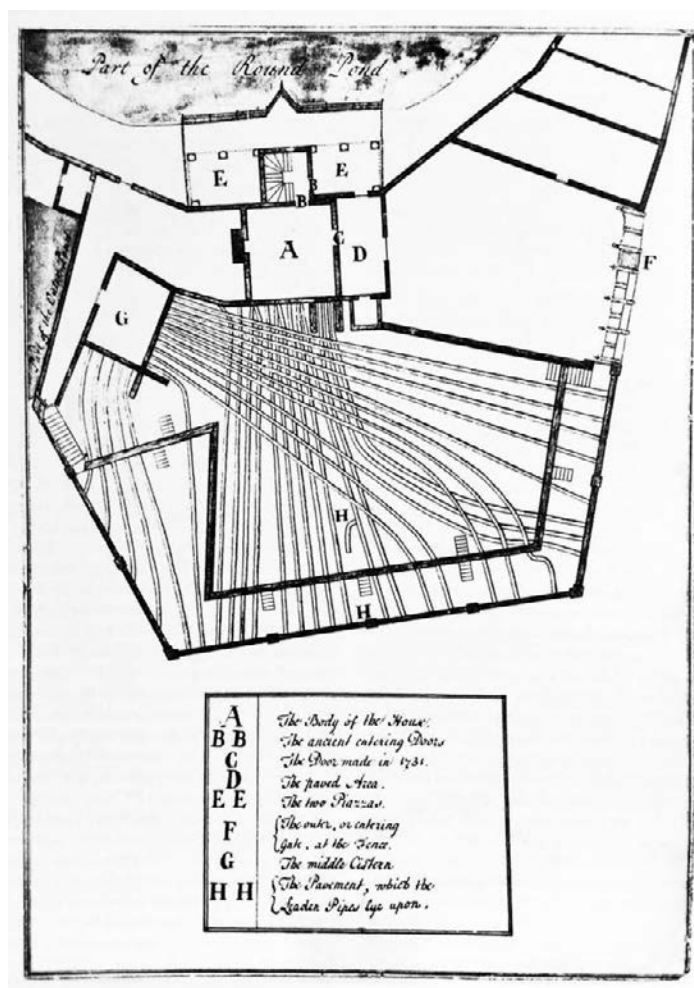 Part of the Round Pond
E
E
B
B
A
C
D
F
G
H
H
A The Body of the House.
B B The ancient entering Doors
C The Door made in 1731.
D The paved Area.
E E The two Piazzas.
F The outer, or entering
Gate, at the Fence.
G The middle Cistern
H H The Pavement, which the
Leaden Pipes lye upon.